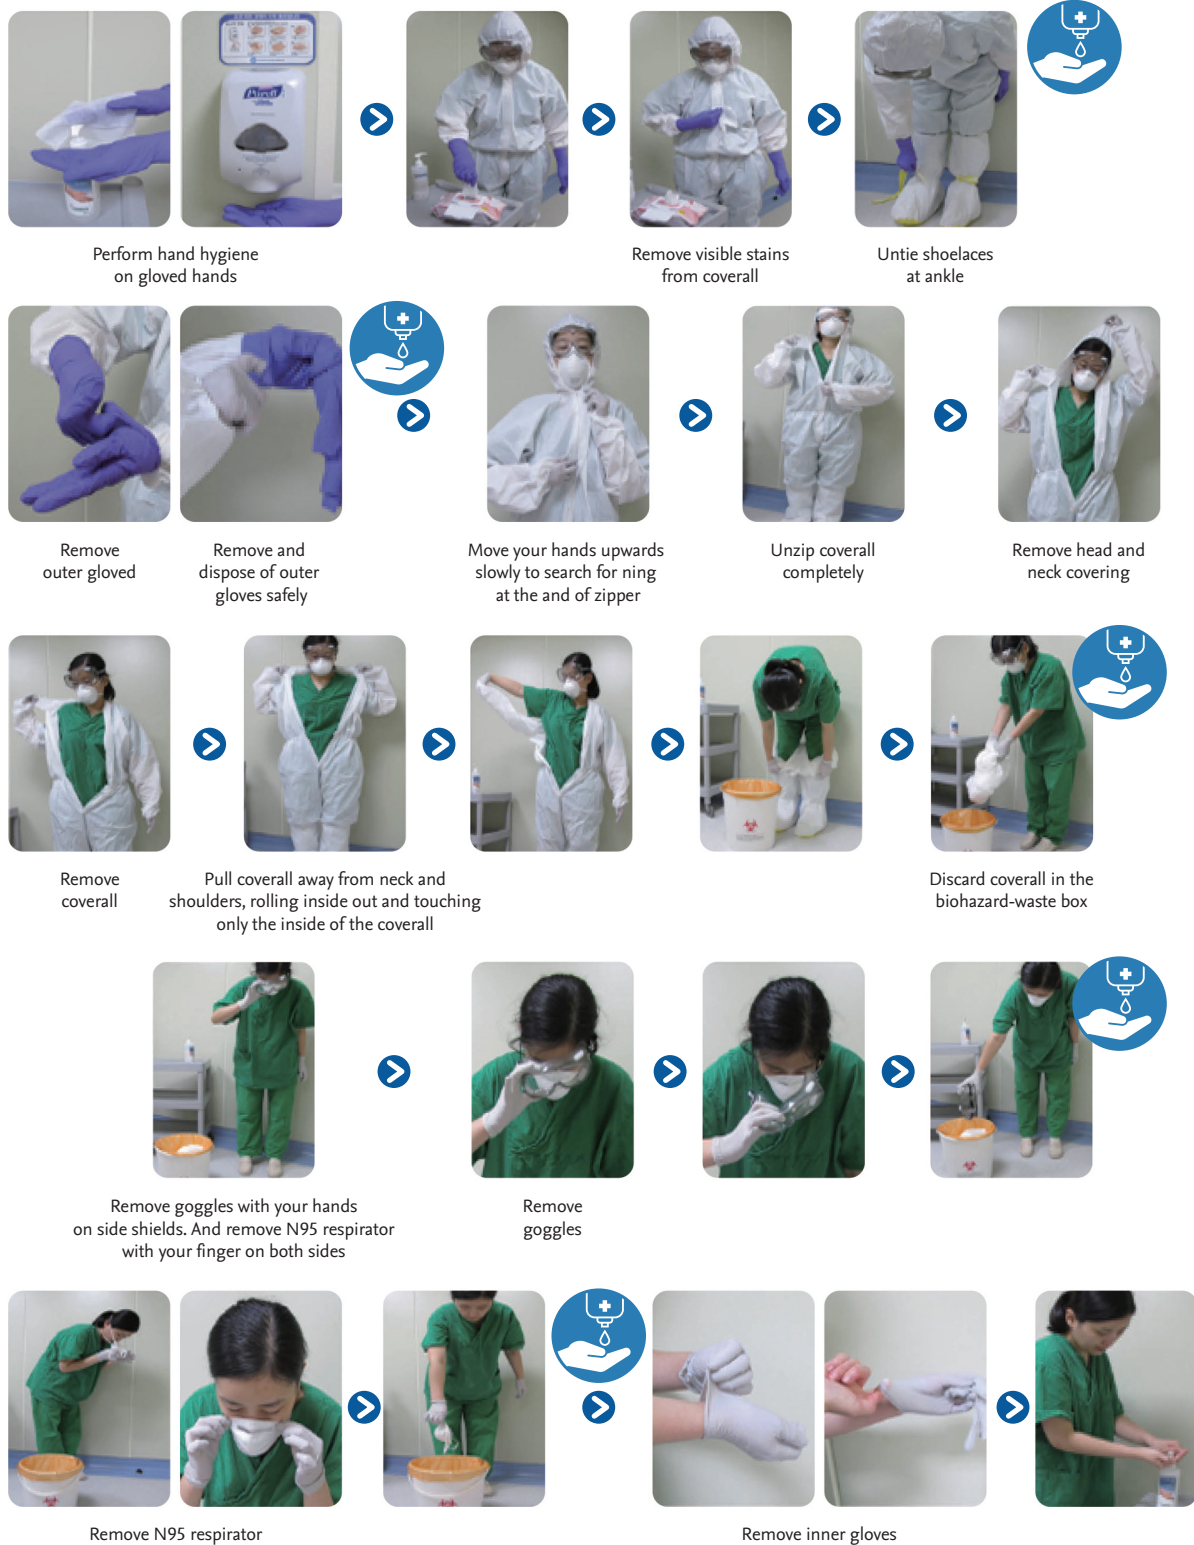 Purell
Perform hand hygiene
on gloved hands
Remove visible stains
from coverall
Untie shoelaces
at ankle
Remove
outer gloved
Remove and
dispose of outer
gloves safely
Move your hands upwards
slowly to search for ning
at the and of zipper
Unzip coverall
completely
Remove head and
neck covering
Remove
coverall
Pull coverall away from neck and
shoulders, rolling inside out and touching
only the inside of the coverall
Discard coverall in the
biohazard-waste box
Remove goggles with your hands
on side shields. And remove N95 respirator
with your finger on both sides
Remove
goggles
Remove N95 respirator
Remove inner gloves